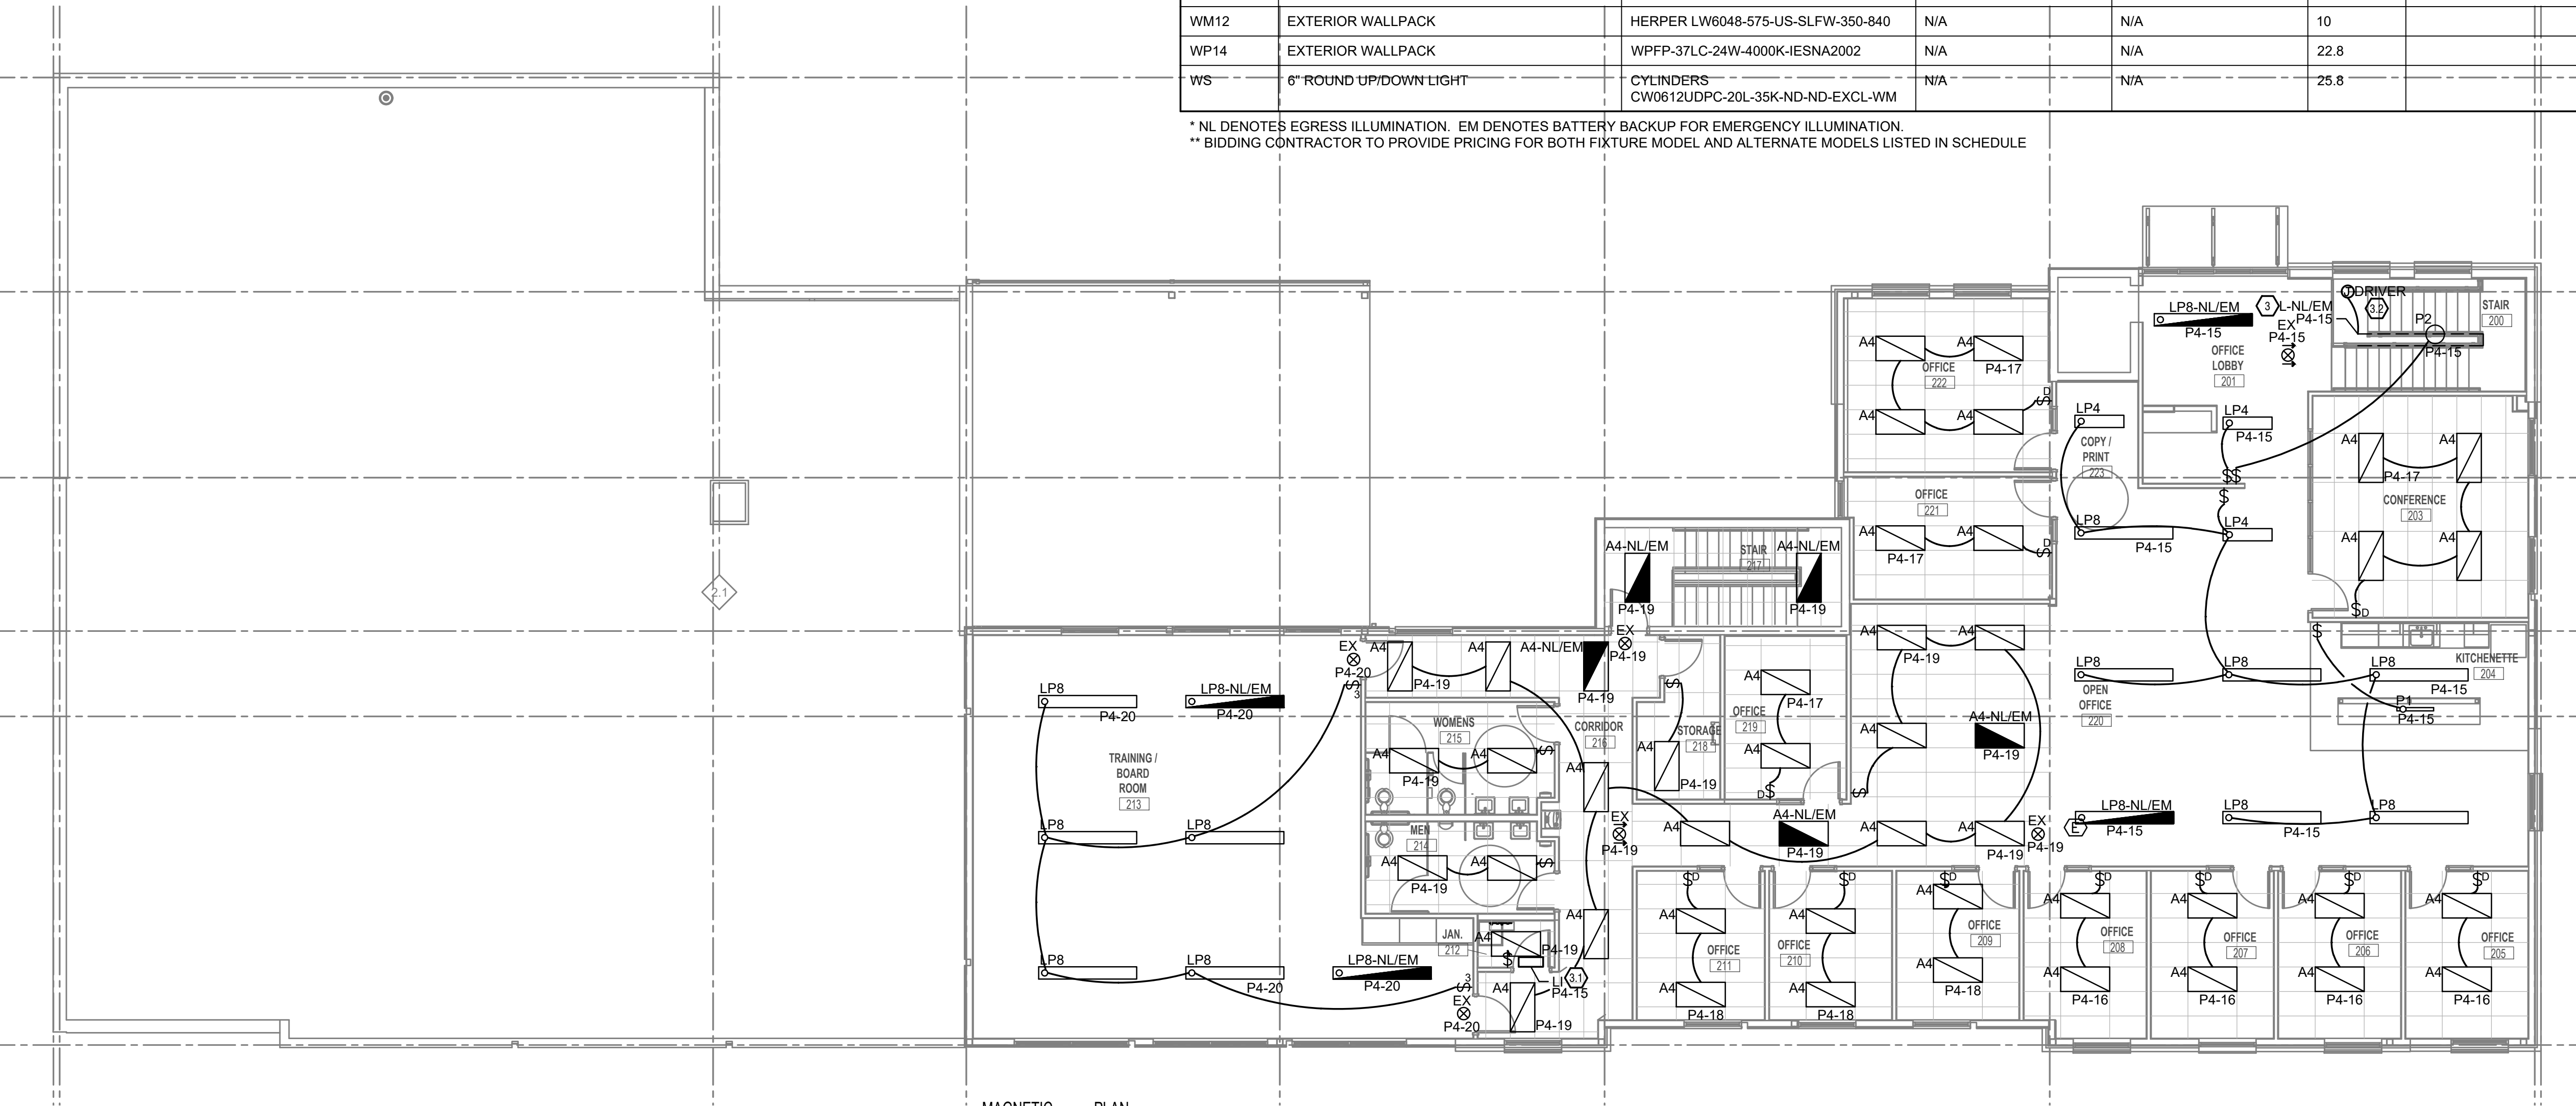 WM12 EXTERIOR WALLPACK HERPER LW6048-575-US-SLFW-350-840 N/A N/A 10
WP14 EXTERIOR WALLPACK WPFP-37LC-24W-4000K-IESNA2002 N/A N/A 22.8
WS 6" ROUND UP/DOWN LIGHT CYLINDERS N/A N/A 25.8
CW0612UDPC-20L-35K-ND-ND-EXCL-WM
* NL DENOTES EGRESS ILLUMINATION. EM DENOTES BATTERY BACKUP FOR EMERGENCY ILLUMINATION.
** BIDDING CONTRACTOR TO PROVIDE PRICING FOR BOTH FIXTURE MODEL AND ALTERNATE MODELS LISTED IN SCHEDULE
2.1
LP8-NL/EM
P4-15
3
L-NL/EM
P4-15
EX
P4-15
J
DRIVER
3.2
P2
P4-15
STAIR
200
OFFICE
LOBBY
201
A4
A4
P4-17
OFFICE
222
A4
A4
D
$
LP4
COPY /
PRINT
223
LP4
P4-15
$$
$
A4
A4
P4-17
CONFERENCE
203
A4
A4
$D
OFFICE
221
A4
A4
P4-17
D
$
LP8
P4-15
LP4
A4-NL/EM
P4-19
STAIR
217
A4-NL/EM
P4-19
EX
P4-20
$
3
LP8
P4-20
LP8-NL/EM
P4-20
TRAINING /
BOARD
ROOM
213
LP8
LP8
LP8
LP8
P4-20
LP8-NL/EM
P4-20
3
$
EX
P4-20
A4
P4-19
A4
A4-NL/EM
P4-19
EX
P4-19
WOMENS
215
A4
P4-19
A4
$
MEN
214
A4
P4-19
A4
$
JAN.
212
A4
P4-19
$
LI
P4-15
3.1
A4
P4-19
CORRIDOR
216
A4
A4
EX
P4-19
$
STORAGE
218
A4
P4-19
OFFICE
219
A4
P4-17
A4
D$
A4
P4-19
A4
A4
A4-NL/EM
P4-19
$
A4
A4-NL/EM
P4-19
A4
A4
P4-19
EX
P4-19
E
LP8-NL/EM
P4-15
LP8
P4-15
LP8
LP8
OPEN
OFFICE
220
LP8
LP8
P4-15
$
KITCHENETTE
204
P1
P4-15
$D
A4
OFFICE
211
A4
P4-18
$D
A4
OFFICE
210
A4
P4-18
$D
A4
OFFICE
209
A4
P4-18
$D
A4
OFFICE
208
A4
P4-16
$D
A4
OFFICE
207
A4
P4-16
$D
A4
OFFICE
206
A4
P4-16
$D
A4
OFFICE
205
A4
P4-16